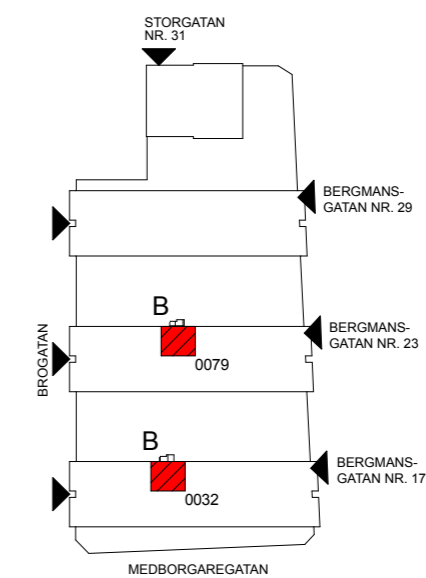 STORGATAN
NR. 31
BERGMANS-
GATAN NR. 29
B
BERGMANS-
GATAN NR. 23
BROGATAN
0079
B
BERGMANS-
GATAN NR. 17
0032
MEDBORGAREGATAN